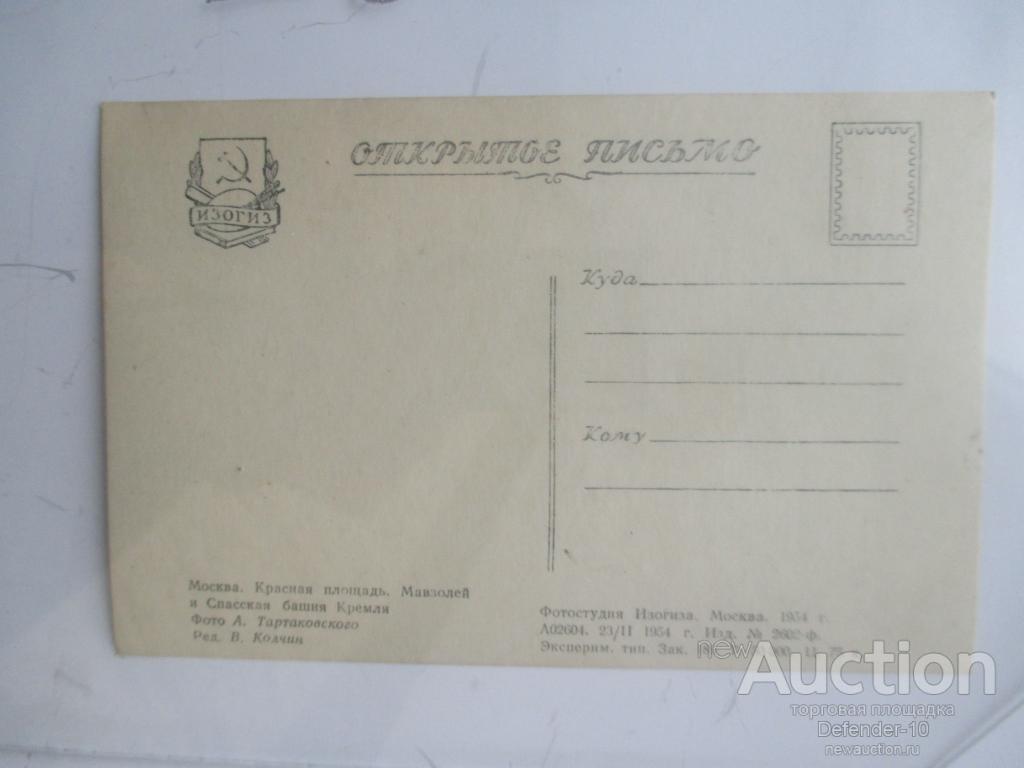 ОТКРЫТОЕ ПИСЬМО
ИЗОГИЗ
Куда
Кому
Москва. Красная площадь. Мавзолей
и Спасская башня Кремля
Фото А. Тартаковского
Ред. В. Колчин
Фотостудия Изогиза. Москва. 1954 г.
А02604. 23/II 1954 г. Изд. № 2602-ф.
Эксперим. тип. Зак.
newAuction
торговая площадка
Defender-10
newauction.ru